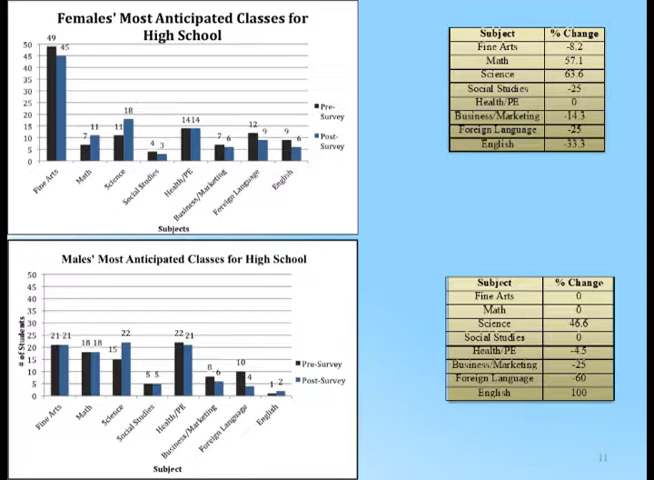 Females' Most Anticipated Classes for
High School
50
45
40
35
30
25
20
15
10
5
0
49
45
7
11
11
18
4
3
14 14
7
6
12
9
9
6
Fine Arts
Math
Science
Social Studies
Health/PE
Business/Marketing
Foreign Language
English
Subjects
Pre-
Survey
Post-
Survey
Subject % Change
Fine Arts -8.2
Math 57.1
Science 63.6
Social Studies -25
Health/PE 0
Business/Marketing -14.3
Foreign Language -25
English -33.3
Males' Most Anticipated Classes for High School
# of Students
50
45
40
35
30
25
20
15
10
5
0
21 21
18 18
15
22
5 5
22
21
8
6
10
4
1
2
Fine Arts
Math
Science
Social Studies
Health/PE
Business/Marketing
Foreign Language
English
Subject
Pre-Survey
Post-Survey
Subject % Change
Fine Arts 0
Math 0
Science 46.6
Social Studies 0
Health/PE -4.5
Business/Marketing -25
Foreign Language -60
English 100
11